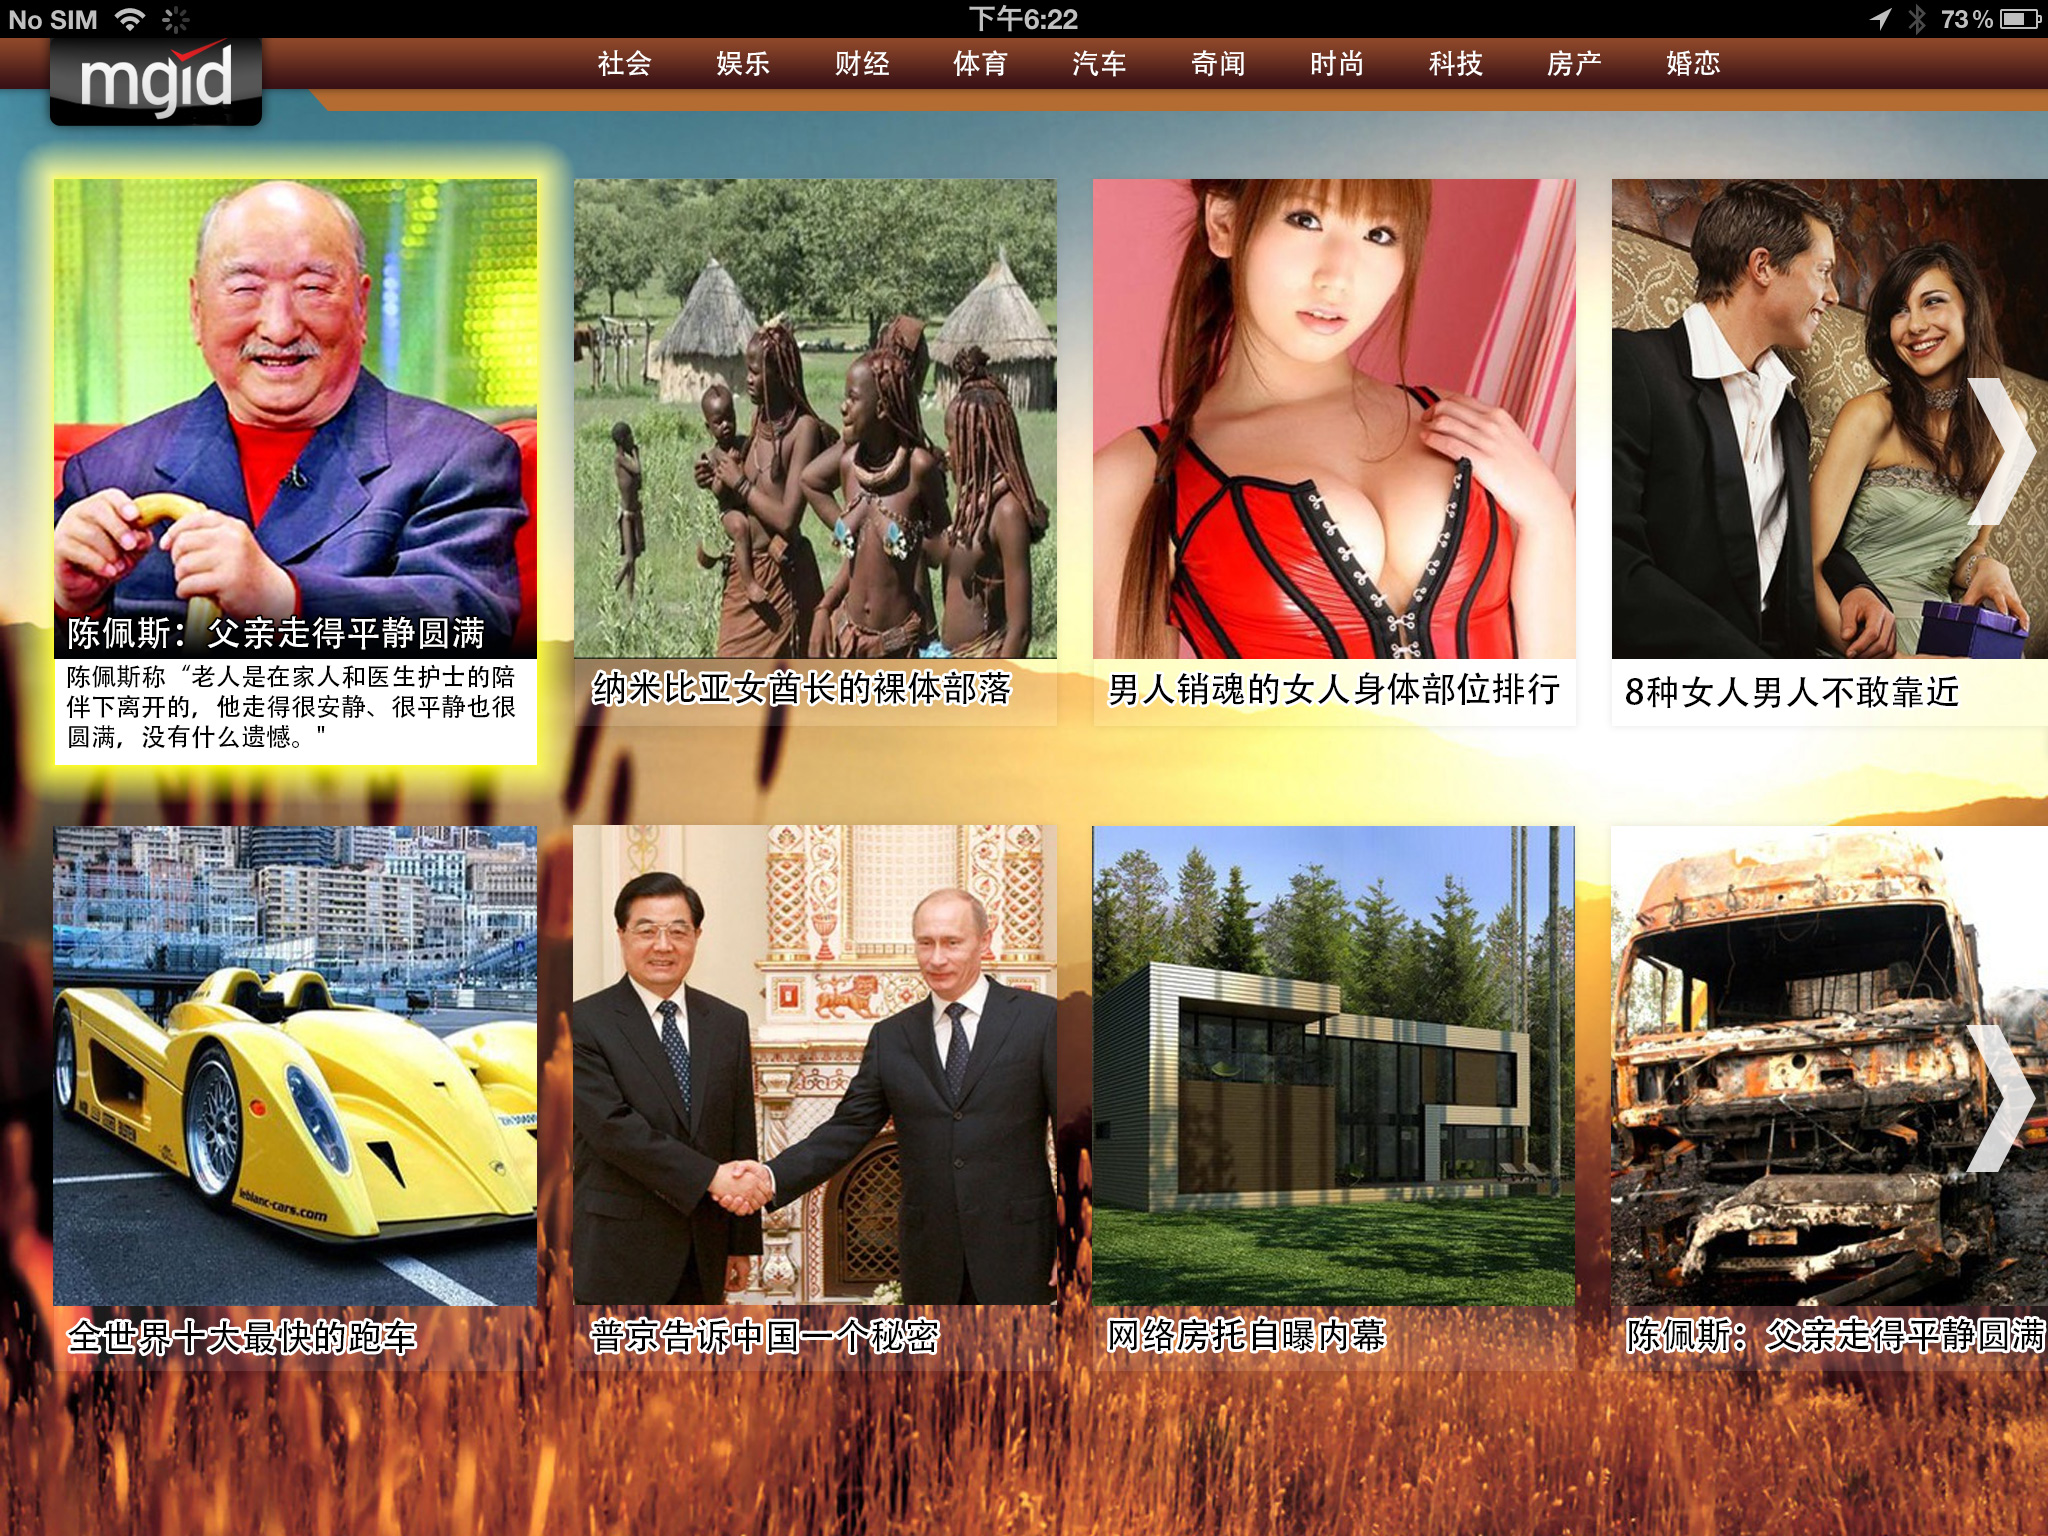 No SIM
下午6:22
73%
mgid
社会 娱乐 财经 体育 汽车 奇闻 时尚 科技 房产 婚恋
陈佩斯：父亲走得平静圆满
陈佩斯称“老人是在家人和医生护士的陪
伴下离开的，他走得很安静、很平静也很
圆满，没有什么遗憾。"
纳米比亚女酋长的裸体部落
男人销魂的女人身体部位排行
8种女人男人不敢靠近
leblanc-cars.com
全世界十大最快的跑车
普京告诉中国一个秘密
网络房托自曝内幕
陈佩斯：父亲走得平静圆满